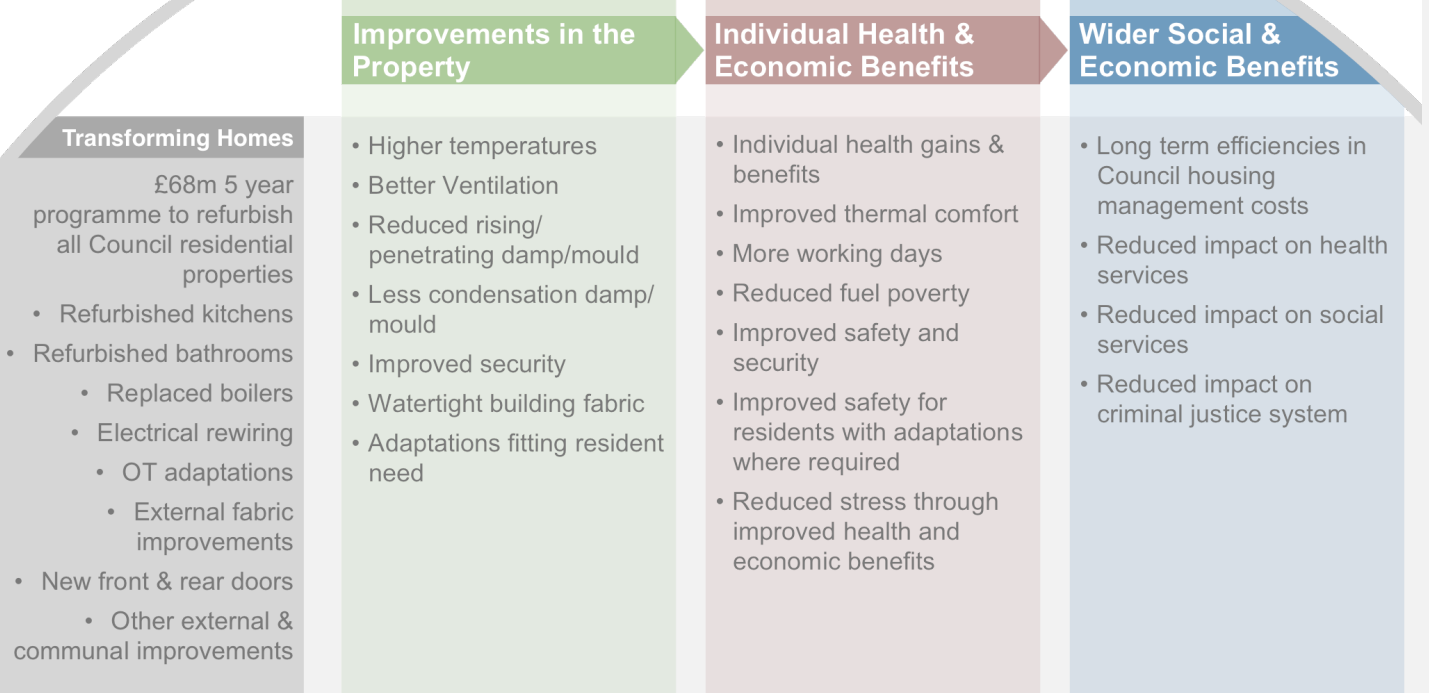 Improvements in the
Property
Individual Health &
Economic Benefits
Wider Social &
Economic Benefits
Transforming Homes
£68m 5 year
programme to refurbish
all Council residential
properties
• Refurbished kitchens
• Refurbished bathrooms
• Replaced boilers
• Electrical rewiring
• OT adaptations
• External fabric
improvements
• New front & rear doors
• Other external &
communal improvements
• Higher temperatures
• Better Ventilation
• Reduced rising/
penetrating damp/mould
• Less condensation damp/
mould
• Improved security
• Watertight building fabric
• Adaptations fitting resident
need
• Individual health gains &
benefits
• Improved thermal comfort
• More working days
• Reduced fuel poverty
• Improved safety and
security
• Improved safety for
residents with adaptations
where required
• Reduced stress through
improved health and
economic benefits
• Long term efficiencies in
Council housing
management costs
• Reduced impact on health
services
• Reduced impact on social
services
• Reduced impact on
criminal justice system